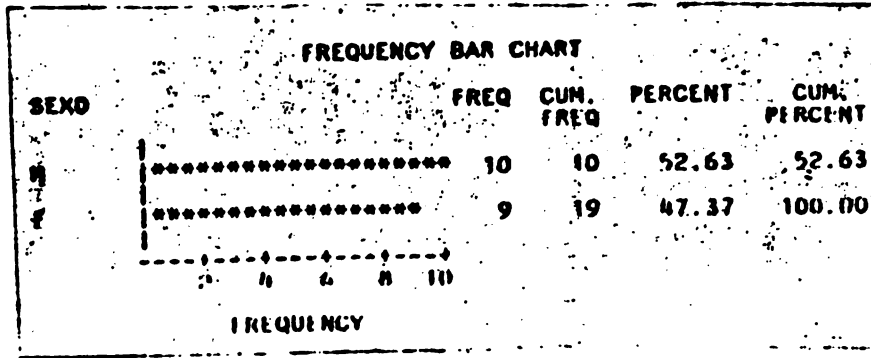 FREQUENCY BAR CHART
SEXO FREQ CUM. FREQ PERCENT CUM. PERCENT
******************** 10 10 52.63 52.63
****************** 9 19 47.37 100.00
2 4 6 8 10
FREQUENCY